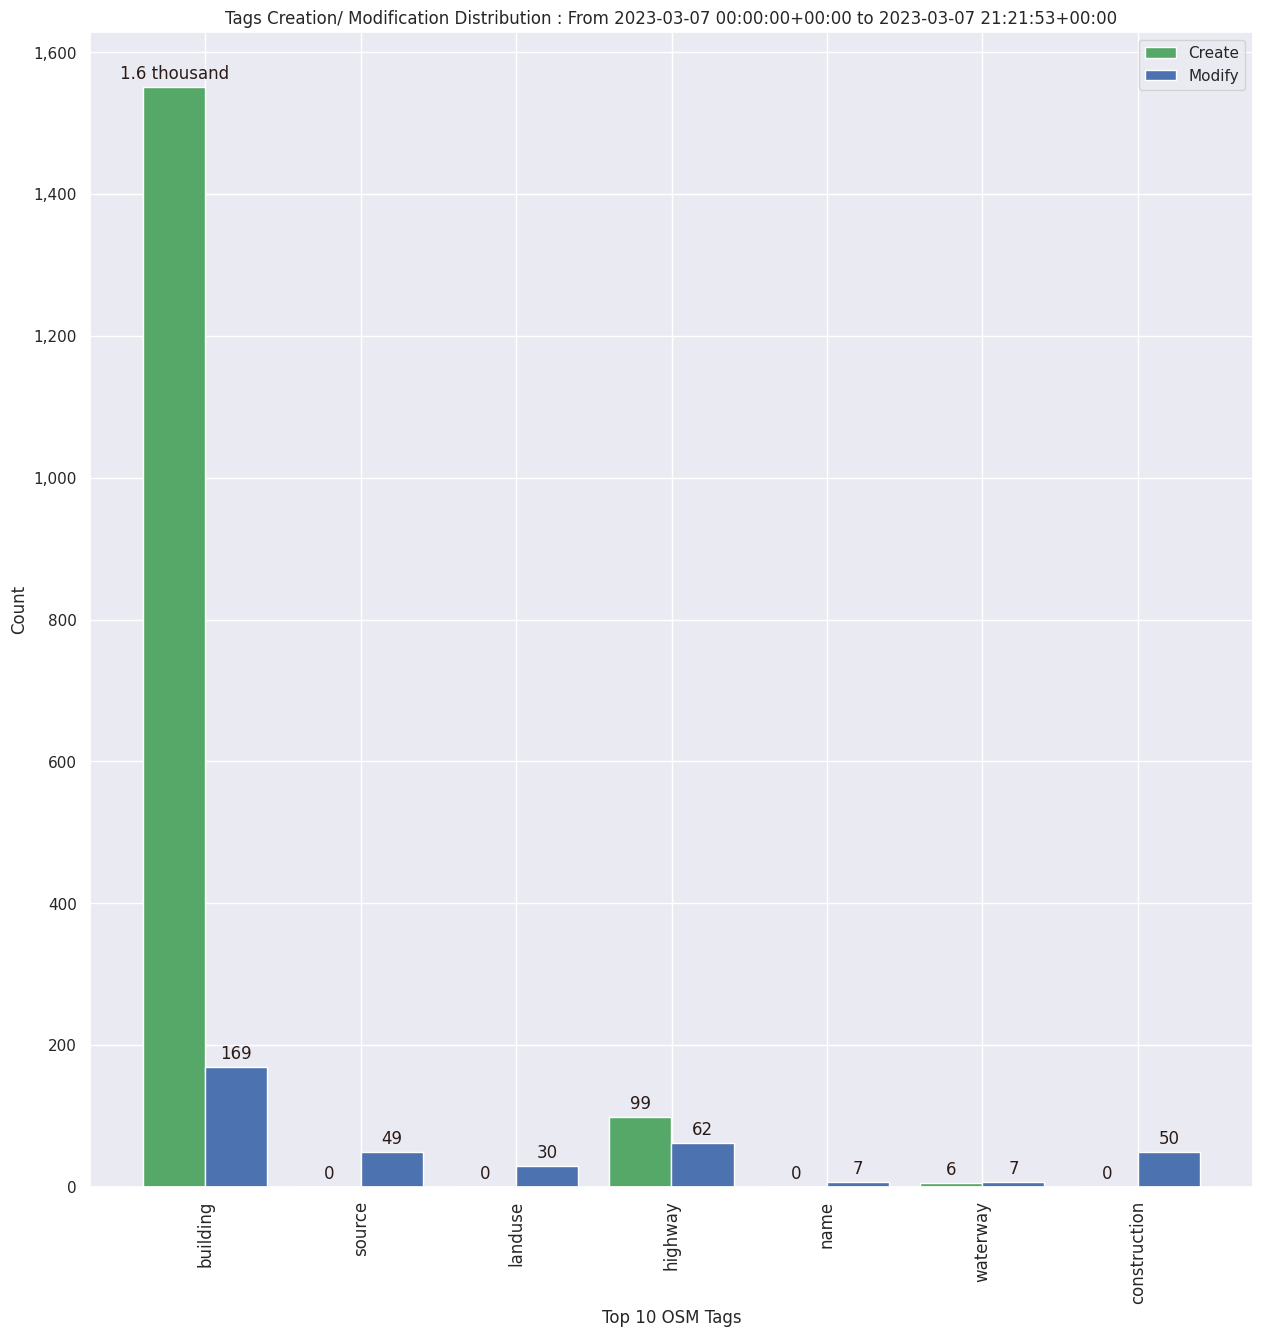 Tags Creation/ Modification Distribution : From 2023-03-07 00:00:00+00:00 to 2023-03-07 21:21:53+00:00
Create
Modify
1,600
1,400
1,200
1,000
800
600
400
200
0
Count
1.6 thousand
169
0
49
0
30
99
62
0
7
6
7
0
50
building
source
landuse
highway
name
waterway
construction
Top 10 OSM Tags